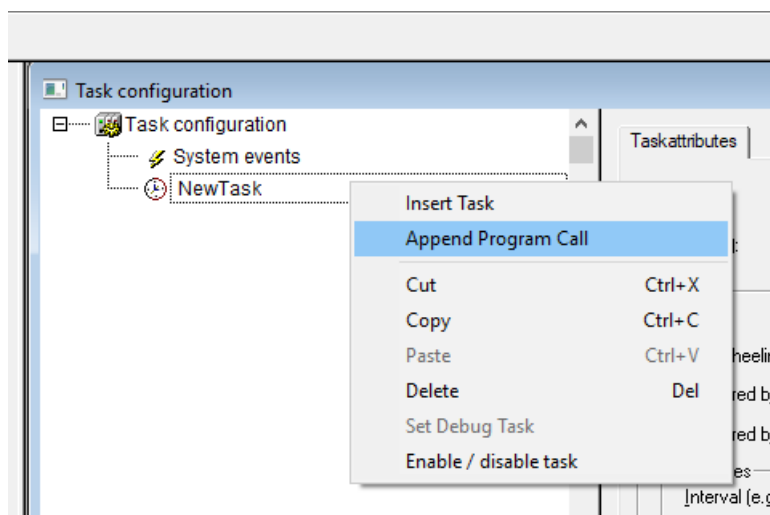 Task configuration
Task configuration
System events
NewTask
Taskattributes
Insert Task
Append Program Call
Cut Ctrl+X
Copy Ctrl+C
Paste Ctrl+V
Delete Del
Set Debug Task
Enable / disable task
Interval (e.g